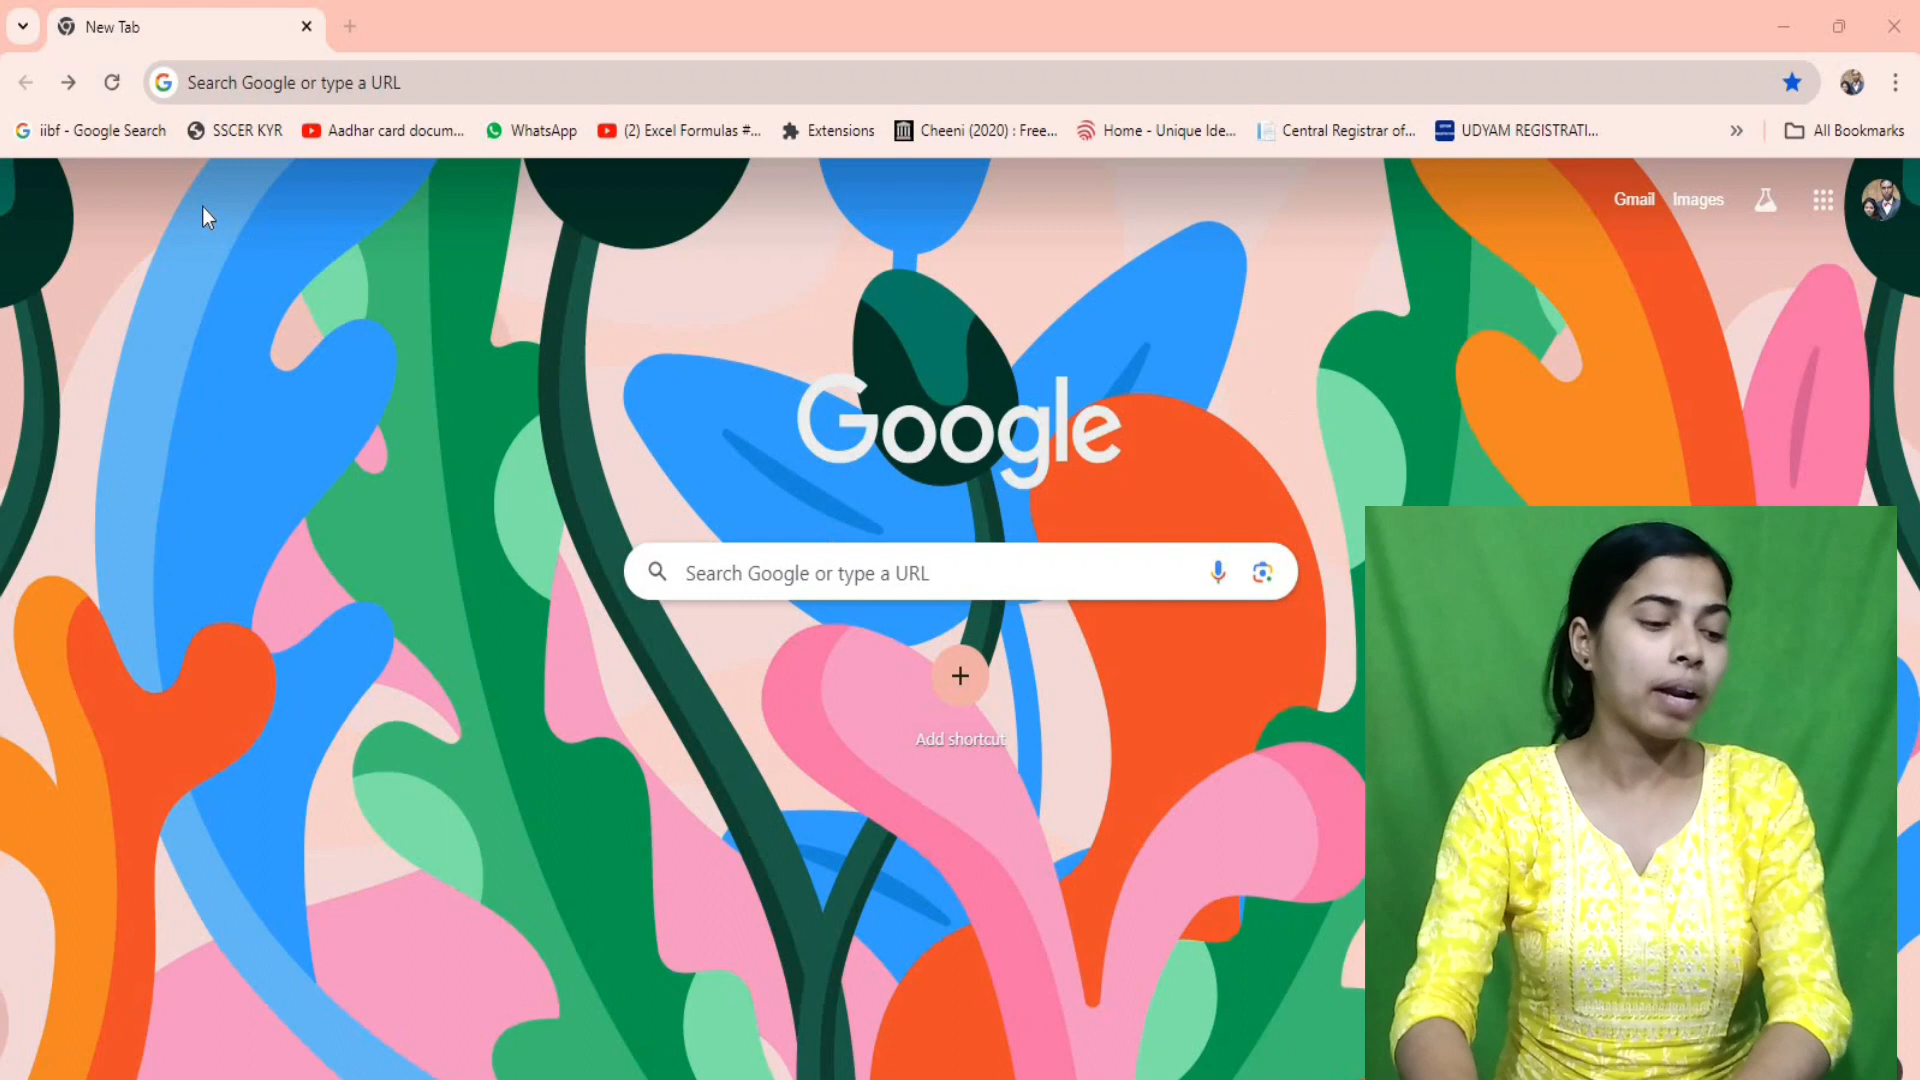 New Tab
Search Google or type a URL
iibf - Google Search
SSCER KYR
Aadhar card docum...
WhatsApp
(2) Excel Formulas #...
Extensions
Cheeni (2020) : Free...
Home - Unique Ide...
Central Registrar of...
UDYAM REGISTRATI...
All Bookmarks
Gmail
Images
Google
Search Google or type a URL
Add shortcut